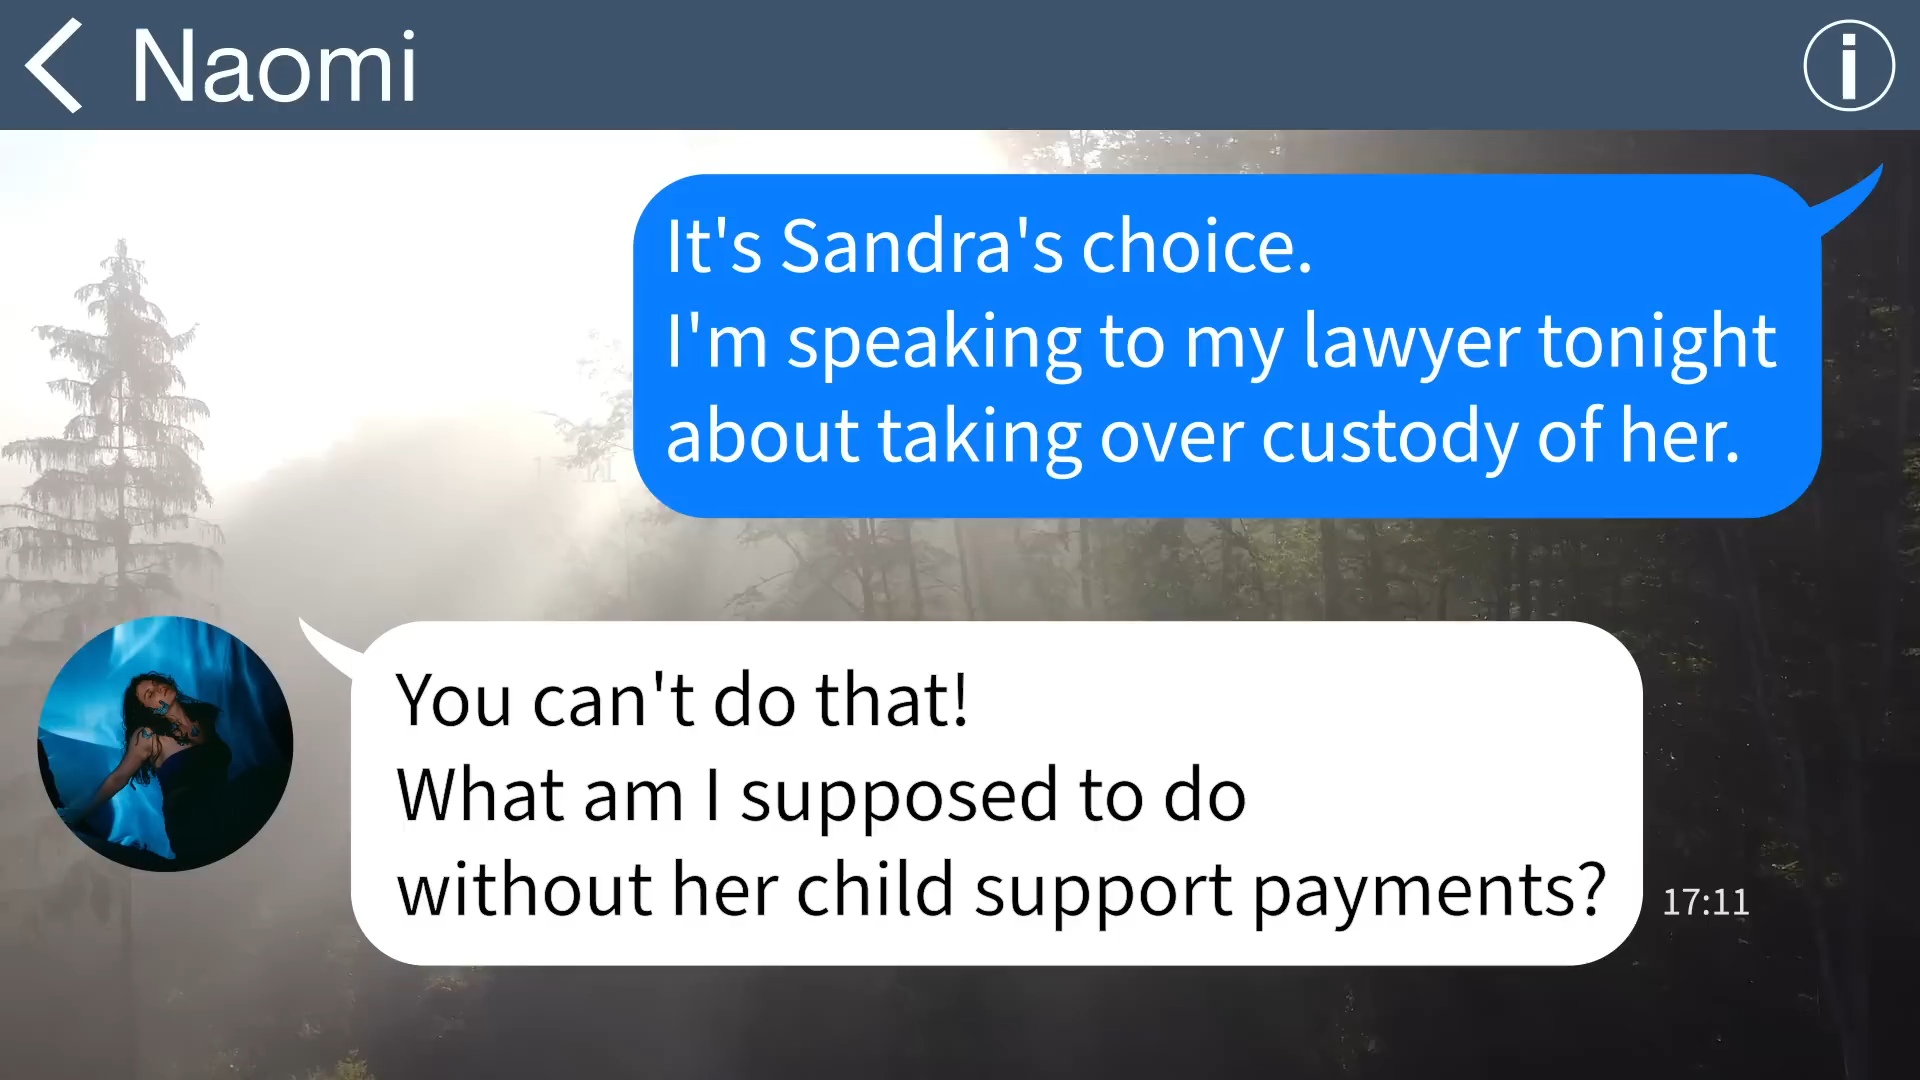 Naomi
It's Sandra's choice.
I'm speaking to my lawyer tonight
about taking over custody of her.
You can't do that!
What am I supposed to do
without her child support payments?
17:11